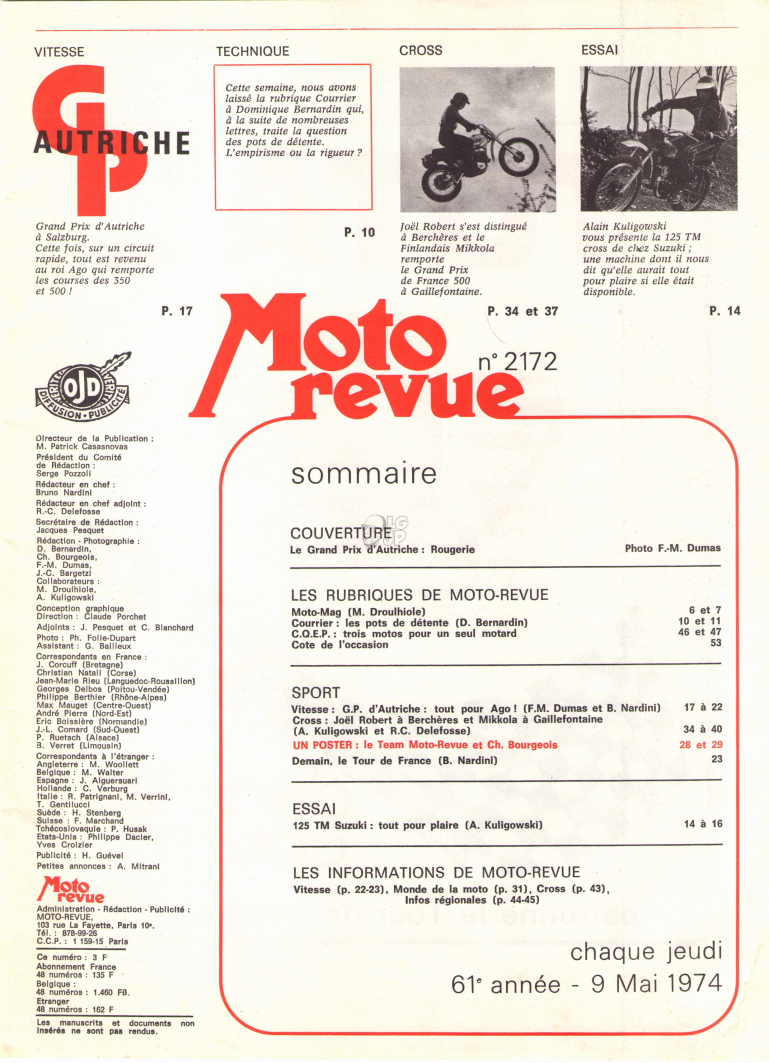 VITESSE
GP
AUTRICHE
Grand Prix d'Autriche
à Salzburg.
Cette fois, sur un circuit
rapide, tout est revenu
au roi Ago qui remporte
les courses des 350
et 500 !
P. 17
TECHNIQUE
Cette semaine, nous avons
laissé la rubrique Courrier
à Dominique Bernardin qui,
à la suite de nombreuses
lettres, traite la question
des pots de détente.
L'empirisme ou la rigueur ?
P. 10
CROSS
Joël Robert s'est distingué
à Berchères et le
Finlandais Mikkola
remporte
le Grand Prix
de France 500
à Gaillefontaine.
P. 34 et 37
ESSAI
Alain Kuligowski
vous présente la 125 TM
cross de chez Suzuki ;
une machine dont il nous
dit qu'elle aurait tout
pour plaire si elle était
disponible.
P. 14
Moto
revue
n° 2172
OJD
DIFFUSION • PUBLICITÉ
Directeur de la Publication :
M. Patrick Casasnovas
Président du Comité
de Rédaction :
Serge Pozzoli
Rédacteur en chef :
Bruno Nardini
Rédacteur en chef adjoint :
R.-C. Delefosse
Secrétaire de Rédaction :
Jacques Pesquet
Rédaction - Photographie :
D. Bernardin,
Ch. Bourgeois,
F.-M. Dumas,
J.-C. Bargetzi
Collaborateurs :
M. Droulhiole,
A. Kuligowski
Conception graphique
Direction : Claude Porchet
Adjoints : J. Pesquet et C. Blanchard
Photo : Ph. Folie-Dupart
Assistant : G. Bailleux
Correspondants en France :
J. Corcuff (Bretagne)
Christian Natali (Corse)
Jean-Marie Rieu (Languedoc-Roussillon)
Georges Delbos (Poitou-Vendée)
Philippe Berthier (Rhône-Alpes)
Max Mauget (Centre-Ouest)
André Pierre (Nord-Est)
Eric Boissière (Normandie)
J.-L. Comard (Sud-Ouest)
P. Ruetsch (Alsace)
B. Verret (Limousin)
Correspondants à l'étranger :
Angleterre : M. Woollett
Belgique : M. Walter
Espagne : J. Alguersuari
Hollande : C. Verburg
Italie : R. Patrignani, M. Verrini,
T. Gentilucci
Suède : H. Stenberg
Suisse : F. Marchand
Tchécoslovaquie : P. Husak
Etats-Unis : Philippe Dacier,
Yves Croizier
Publicité : H. Guével
Petites annonces : A. Mitrani
Moto
revue
Administration - Rédaction - Publicité :
MOTO-REVUE,
103 rue La Fayette, Paris 10e.
Tél. : 878-99-26
C.C.P. : 1 159-15 Paris
Ce numéro : 3 F
Abonnement France
48 numéros : 135 F
Belgique :
48 numéros : 1.460 FB.
Etranger
48 numéros : 162 F
Les manuscrits et documents non
insérés ne sont pas rendus.
sommaire
COUVERTURE
Le Grand Prix d'Autriche : Rougerie Photo F.-M. Dumas
LES RUBRIQUES DE MOTO-REVUE
Moto-Mag (M. Droulhiole) 6 et 7
Courrier : les pots de détente (D. Bernardin) 10 et 11
C.Q.E.P. : trois motos pour un seul motard 46 et 47
Cote de l'occasion 53
SPORT
Vitesse : G.P. d'Autriche : tout pour Ago ! (F.M. Dumas et B. Nardini) 17 à 22
Cross : Joël Robert à Berchères et Mikkola à Gaillefontaine
(A. Kuligowski et R.C. Delefosse) 34 à 40
UN POSTER : le Team Moto-Revue et Ch. Bourgeois 28 et 29
Demain, le Tour de France (B. Nardini) 23
ESSAI
125 TM Suzuki : tout pour plaire (A. Kuligowski) 14 à 16
LES INFORMATIONS DE MOTO-REVUE
Vitesse (p. 22-23), Monde de la moto (p. 31), Cross (p. 43),
Infos régionales (p. 44-45)
chaque jeudi
61e année - 9 Mai 1974